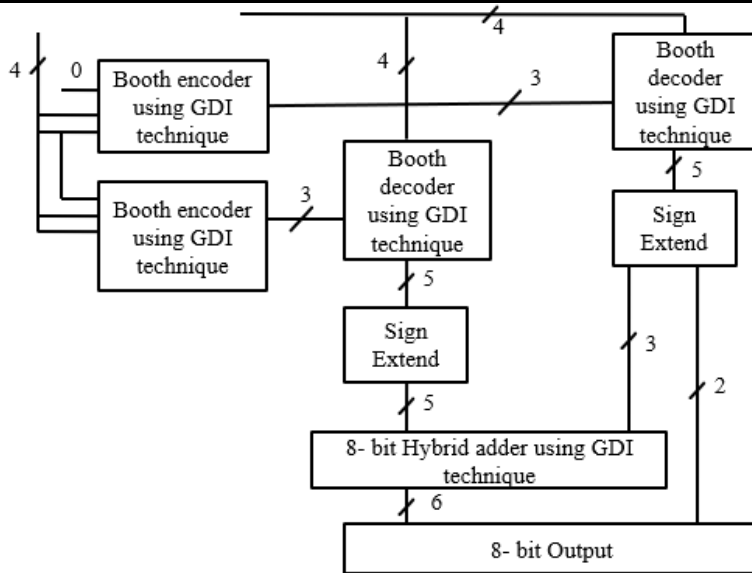 4
4
0
Booth encoder
using GDI
technique
4
3
Booth
decoder
using GDI
technique
Booth encoder
using GDI
technique
3
Booth
decoder
using GDI
technique
5
Sign
Extend
5
Sign
Extend
3
2
5
8- bit Hybrid adder using GDI
technique
6
8- bit Output